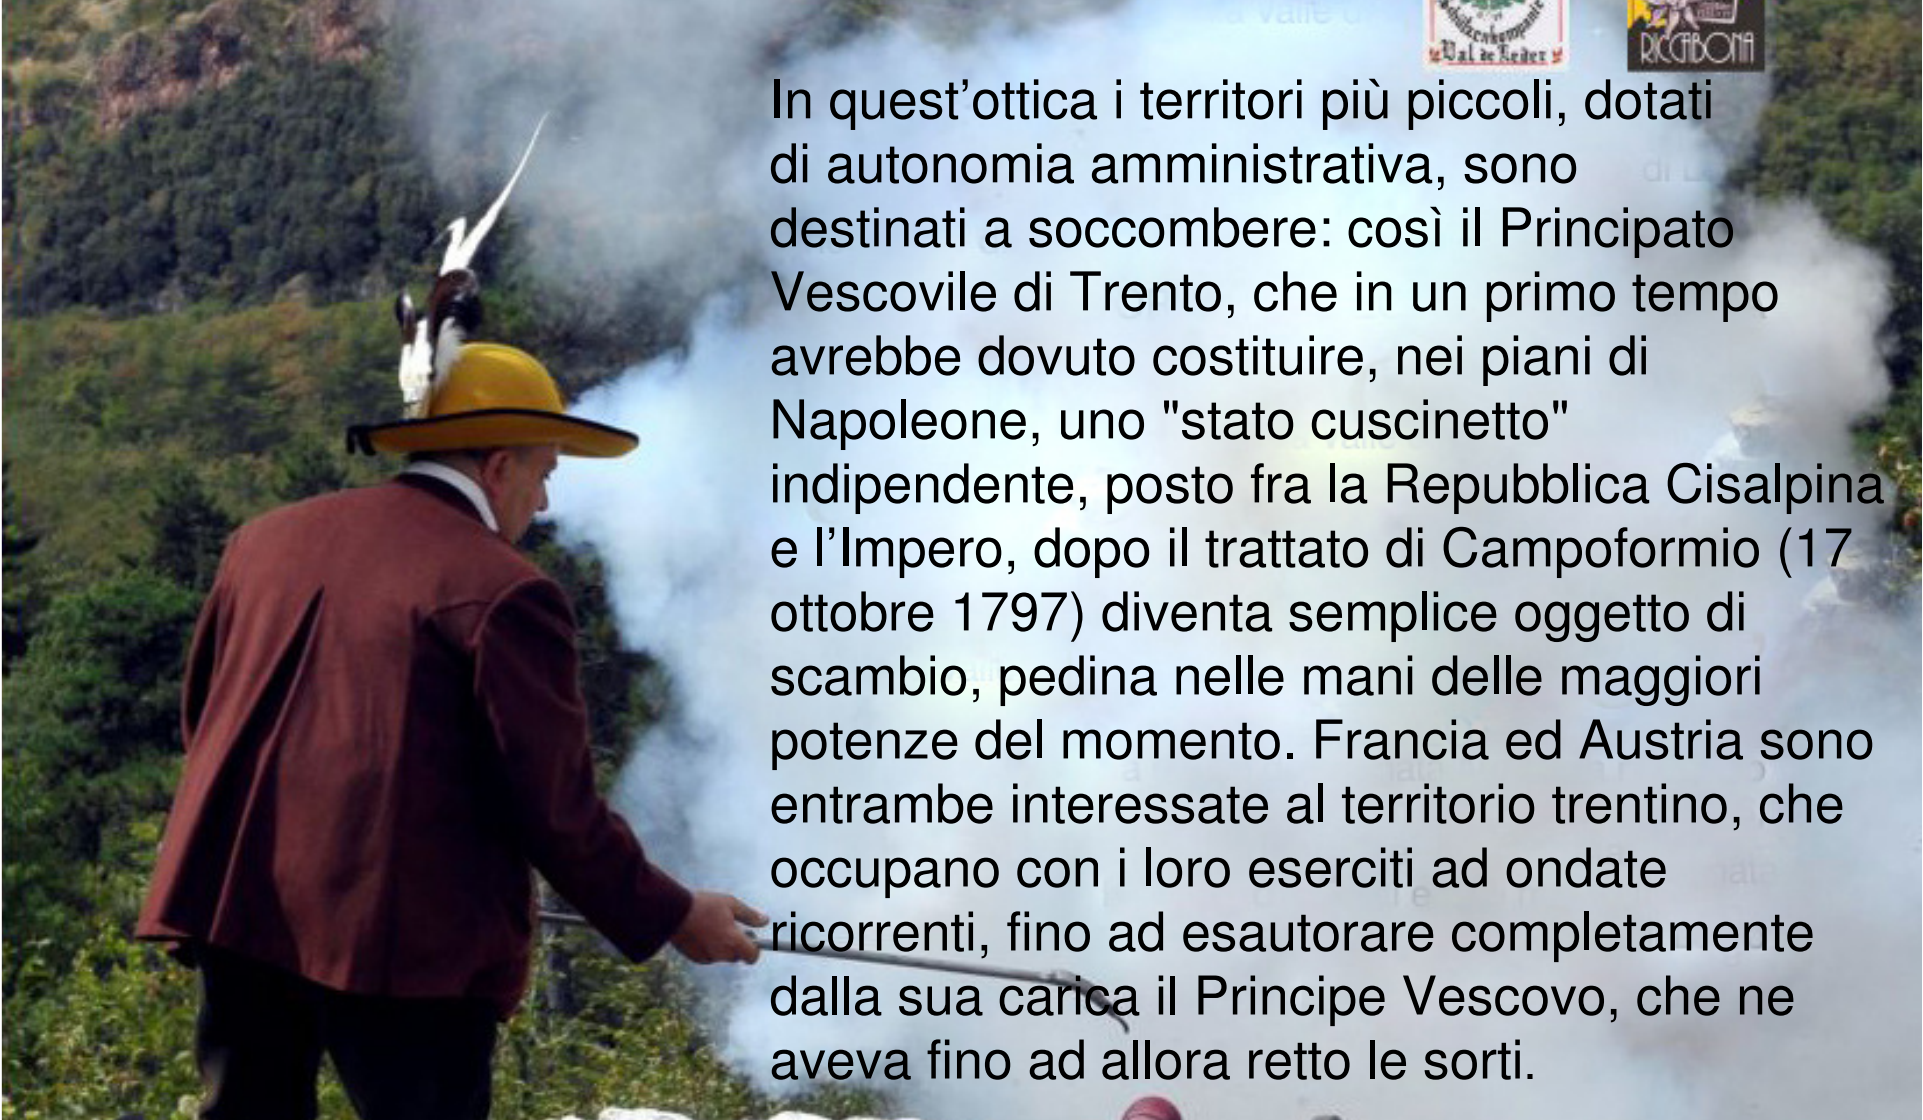 Schützenkompanie
Val de Leder
RICCABONA
In quest’ottica i territori più piccoli, dotati
di autonomia amministrativa, sono
destinati a soccombere: così il Principato
Vescovile di Trento, che in un primo tempo
avrebbe dovuto costituire, nei piani di
Napoleone, uno "stato cuscinetto"
indipendente, posto fra la Repubblica Cisalpina
e l’Impero, dopo il trattato di Campoformio (17
ottobre 1797) diventa semplice oggetto di
scambio, pedina nelle mani delle maggiori
potenze del momento. Francia ed Austria sono
entrambe interessate al territorio trentino, che
occupano con i loro eserciti ad ondate
ricorrenti, fino ad esautorare completamente
dalla sua carica il Principe Vescovo, che ne
aveva fino ad allora retto le sorti.